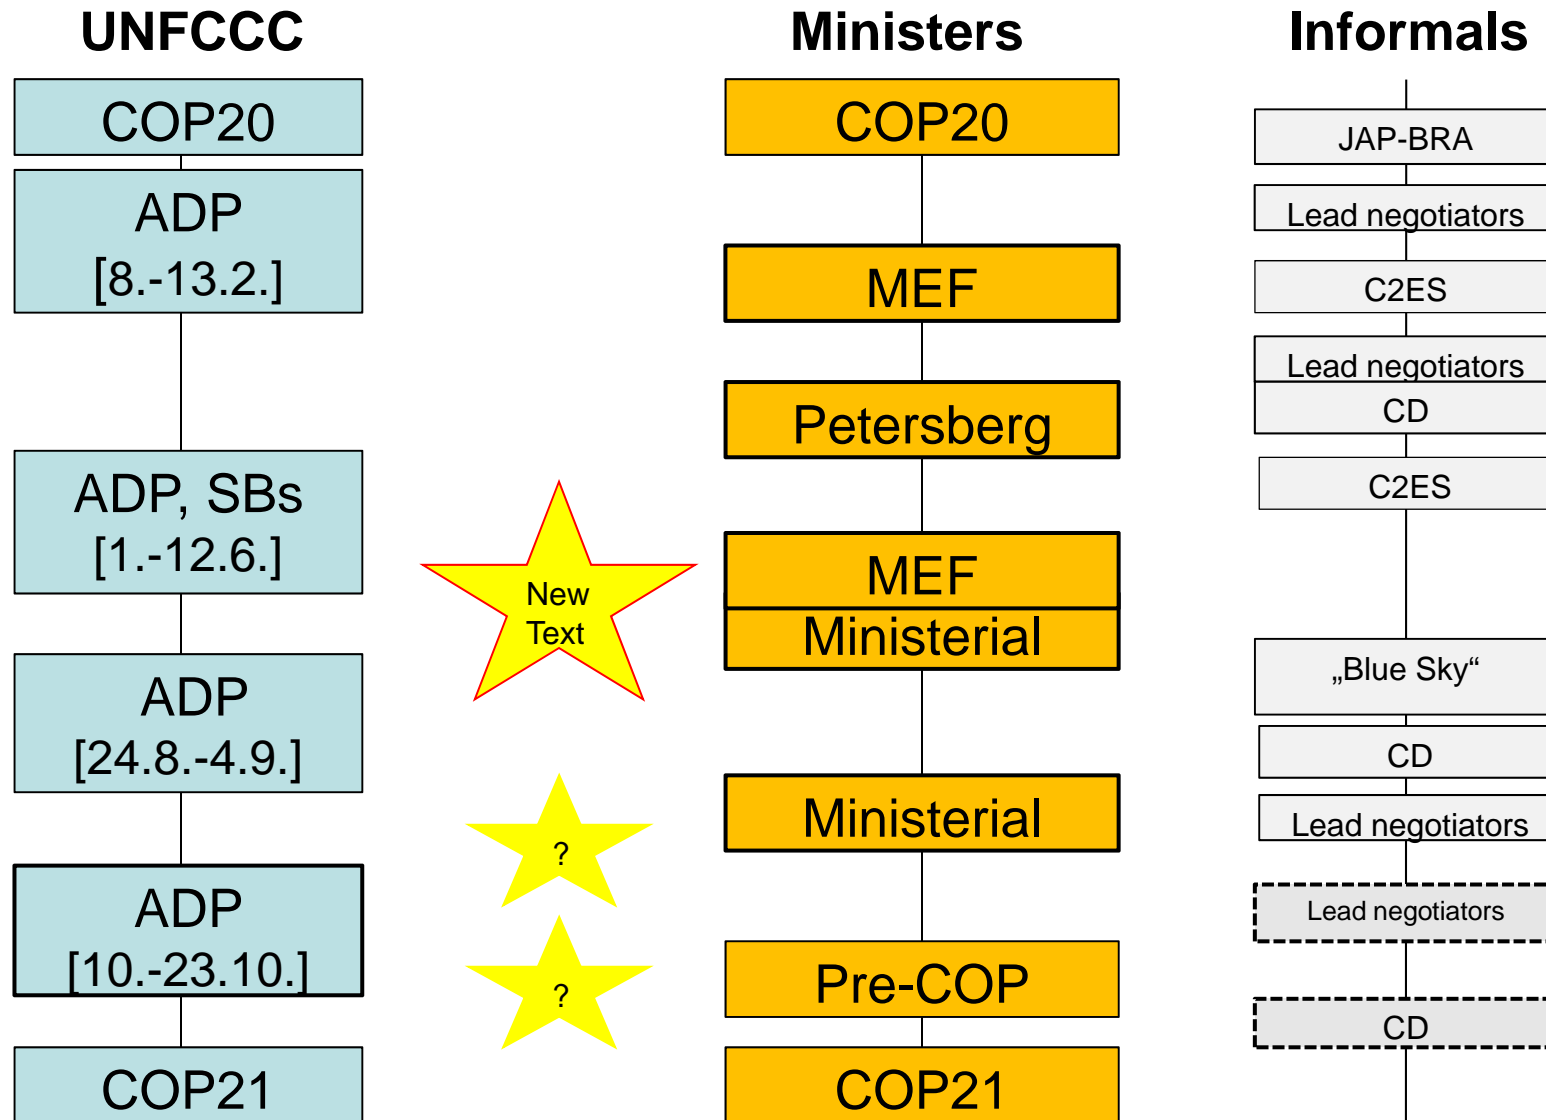 UNFCCC
COP20
ADP
[8.-13.2.]
ADP, SBs
[1.-12.6.]
ADP
[24.8.-4.9.]
ADP
[10.-23.10.]
COP21
New
Text
?
?
Ministers
COP20
MEF
Petersberg
MEF
Ministerial
Ministerial
Pre-COP
COP21
Informals
JAP-BRA
Lead negotiators
C2ES
Lead negotiators
CD
C2ES
„Blue Sky“
CD
Lead negotiators
Lead negotiators
CD